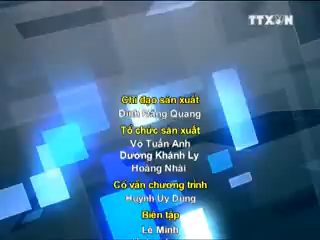 TTXVN
Chỉ đạo sản xuất
Đinh Đăng Quang
Tổ chức sản xuất
Võ Tuấn Anh
Dương Khánh Ly
Hoàng Nhài
Cố vấn chương trình
Huỳnh Uy Dũng
Biên tập
Lê Minh